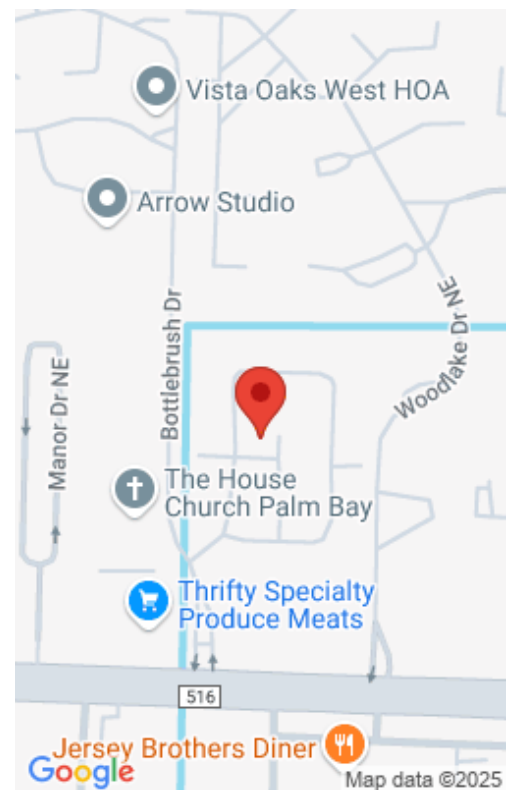 Vista Oaks West HOA
Arrow Studio
Woodlake Dr NE
Bottlebrush Dr
Manor Dr NE
The House
Church Palm Bay
Thrifty Specialty
Produce Meats
516
Jersey Brothers Diner
Google
Map data ©2025